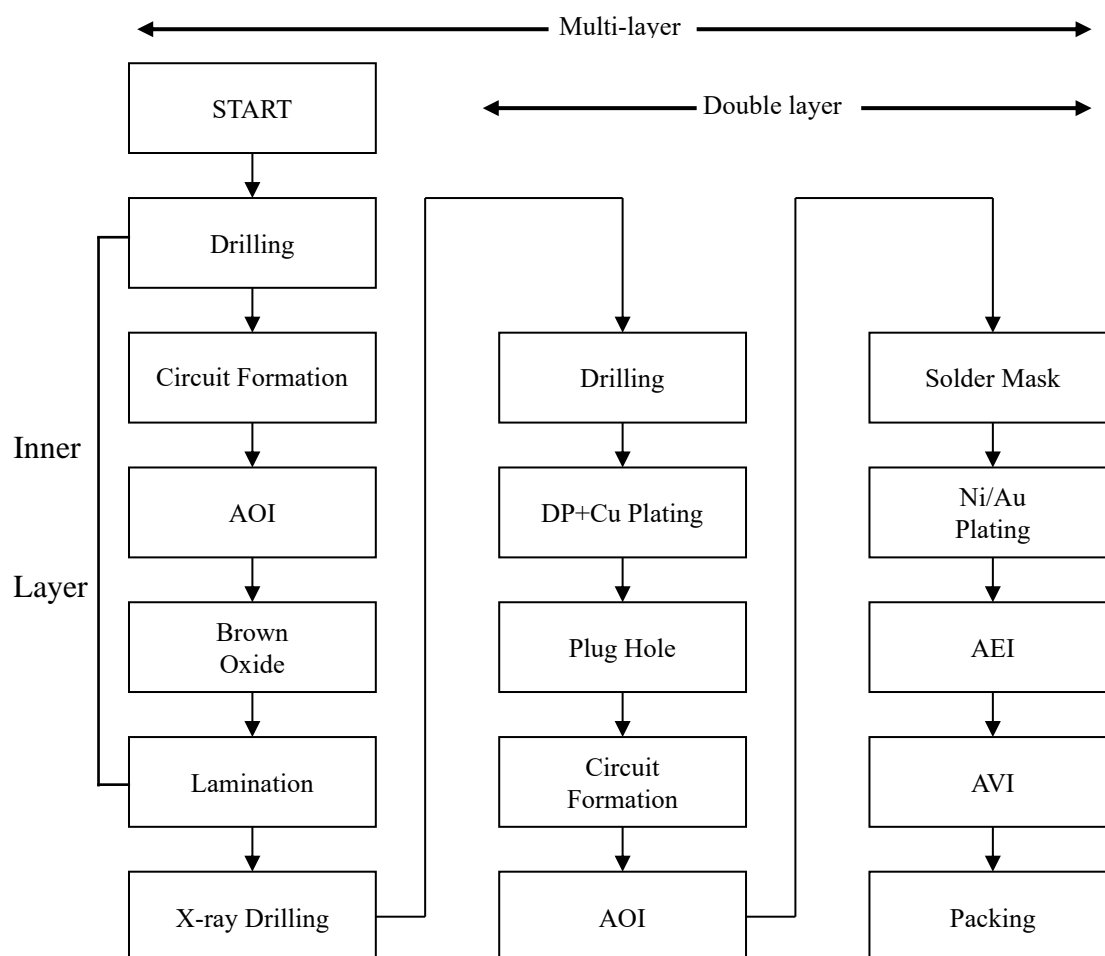 Multi-layer
Double layer
START
Drilling
Circuit Formation
AOI
Brown
Oxide
Lamination
X-ray Drilling
Inner
Layer
Drilling
DP+Cu Plating
Plug Hole
Circuit
Formation
AOI
Solder Mask
Ni/Au
Plating
AEI
AVI
Packing